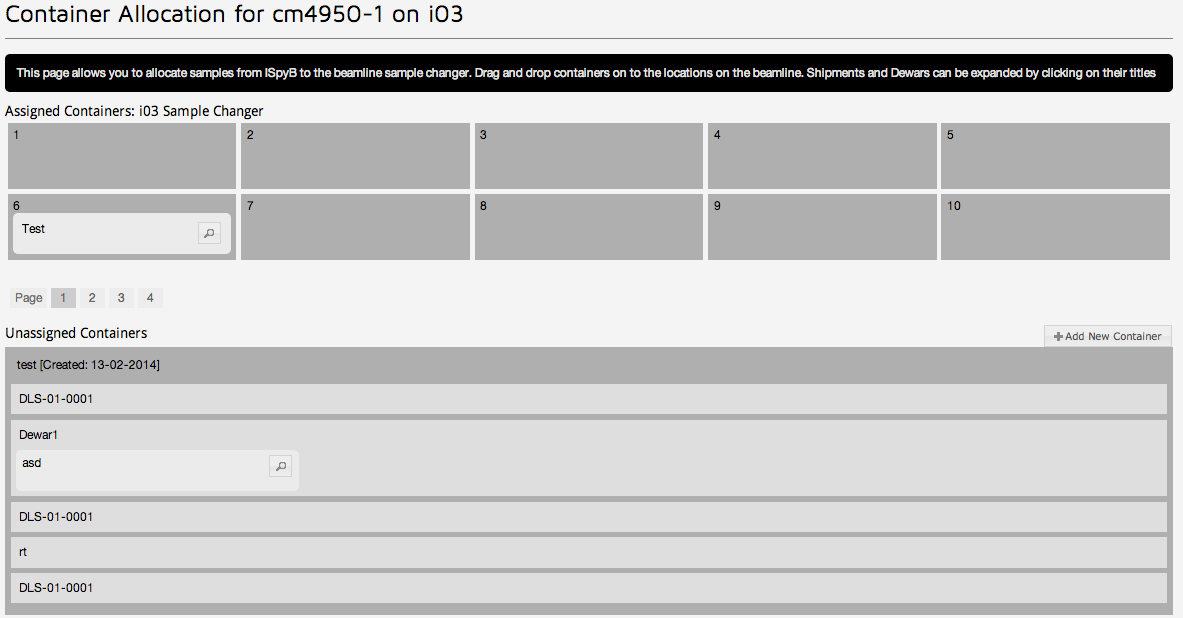 Container Allocation for cm4950-1 on i03
This page allows you to allocate samples from ISpyB to the beamline sample changer. Drag and drop containers on to the locations on the beamline. Shipments and Dewars can be expanded by clicking on their titles
Assigned Containers: i03 Sample Changer
1 2 3 4 5
6 7 8 9 10
Test
Page 1 2 3 4
Unassigned Containers
Add New Container
test [Created: 13-02-2014]
DLS-01-0001
Dewar1
asd
DLS-01-0001
rt
DLS-01-0001